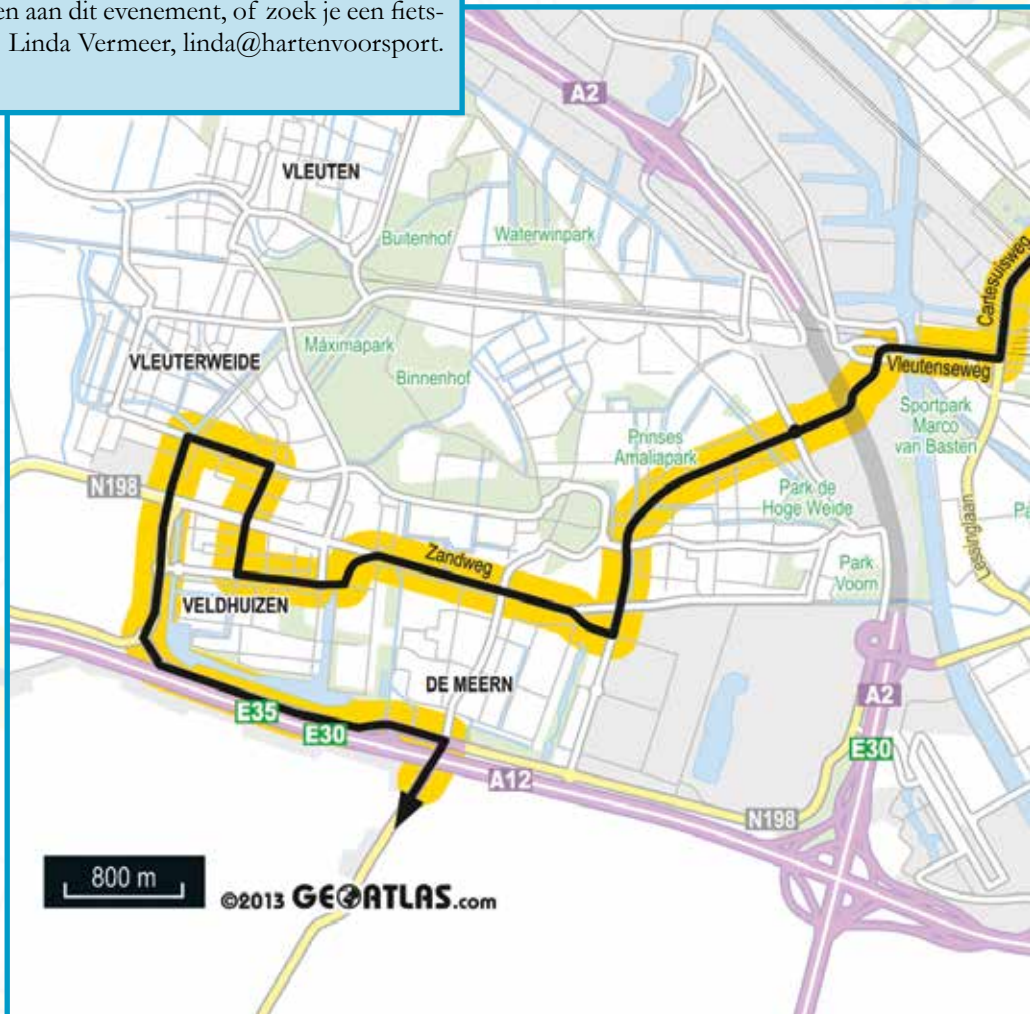 en aan dit evenement, of zoek je een fiets-
Linda Vermeer, linda@hartenvoorsport.
A2
VLEUTEN
Buitenhof
Waterwinpark
Cartesuisweg
Máximapark
VLEUTERWEIDE
Binnenhof
Vleutenseweg
Sportpark
Marco
van Basten
Prinses
Amaliapark
N198
Park de
Hoge Weide
Pa
Lessinglaan
Zandweg
Park
Voorn
VELDHUIZEN
DE MEERN
A2
E35
E30
E30
A12
N198
800 m
©2013 GEOATLAS.com